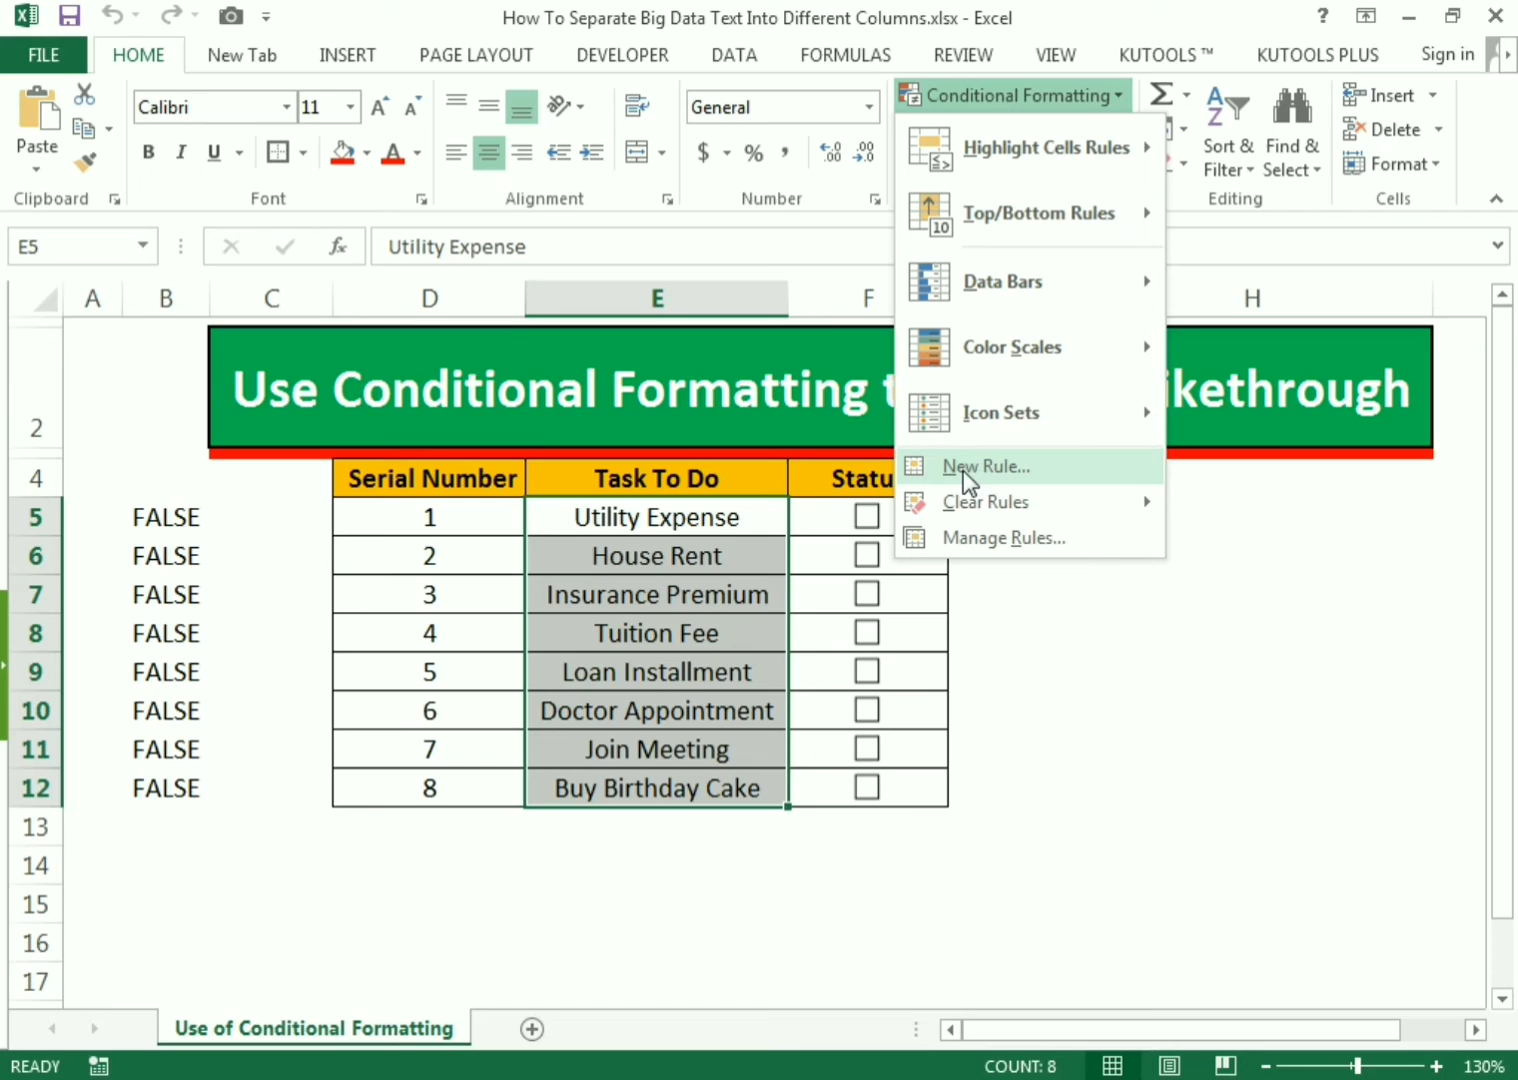 How To Separate Big Data Text Into Different Columns.xlsx - Excel
?
FILE HOME New Tab INSERT PAGE LAYOUT DEVELOPER DATA FORMULAS REVIEW VIEW KUTOOLS ™ KUTOOLS PLUS Sign in
Paste
Clipboard
Calibri 11
B I U
Font
Alignment
General
$ % ,
Number
Conditional Formatting
Highlight Cells Rules
Top/Bottom Rules
Data Bars
Color Scales
Icon Sets
New Rule...
Clear Rules
Manage Rules...
Sort & Filter
Find & Select
Editing
Insert
Delete
Format
Cells
E5 fx Utility Expense
A B C D E F H
2 Use Conditional Formatting ikethrough
4 Serial Number Task To Do Statu
5 FALSE 1 Utility Expense
6 FALSE 2 House Rent
7 FALSE 3 Insurance Premium
8 FALSE 4 Tuition Fee
9 FALSE 5 Loan Installment
10 FALSE 6 Doctor Appointment
11 FALSE 7 Join Meeting
12 FALSE 8 Buy Birthday Cake
13
14
15
16
17
Use of Conditional Formatting
READY COUNT: 8 130%